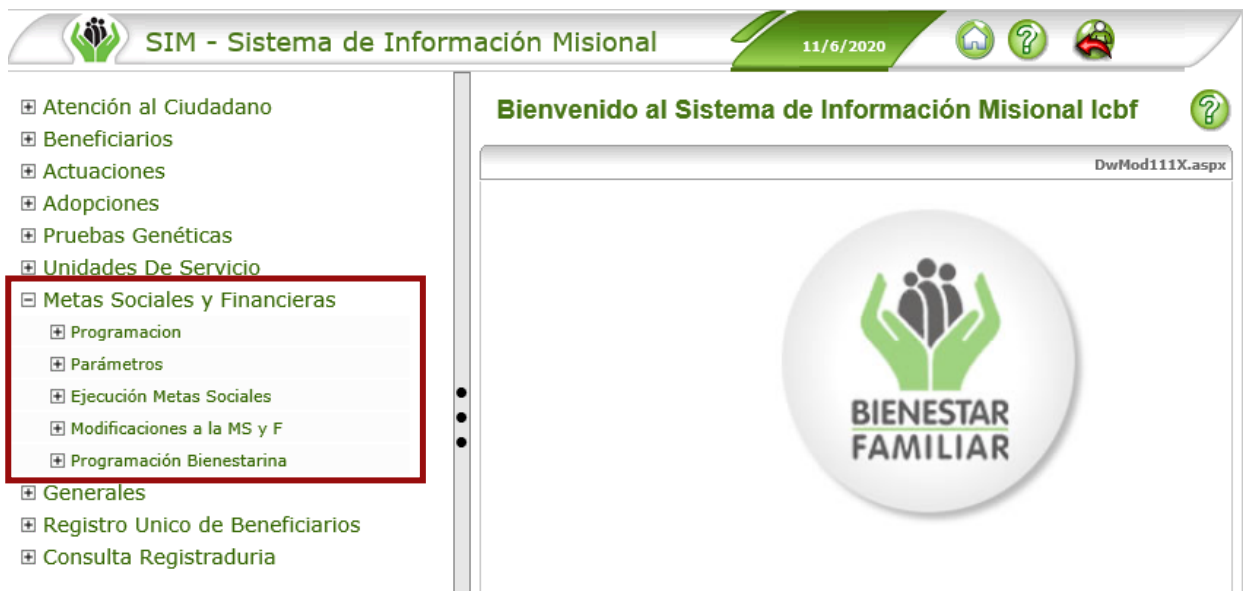 SIM - Sistema de Información Misional
11/6/2020
Atención al Ciudadano
Beneficiarios
Actuaciones
Adopciones
Pruebas Genéticas
Unidades De Servicio
Metas Sociales y Financieras
Programacion
Parámetros
Ejecución Metas Sociales
Modificaciones a la MS y F
Programación Bienestarina
Generales
Registro Unico de Beneficiarios
Consulta Registraduria
Bienvenido al Sistema de Información Misional Icbf
DwMod111X.aspx
BIENESTAR
FAMILIAR